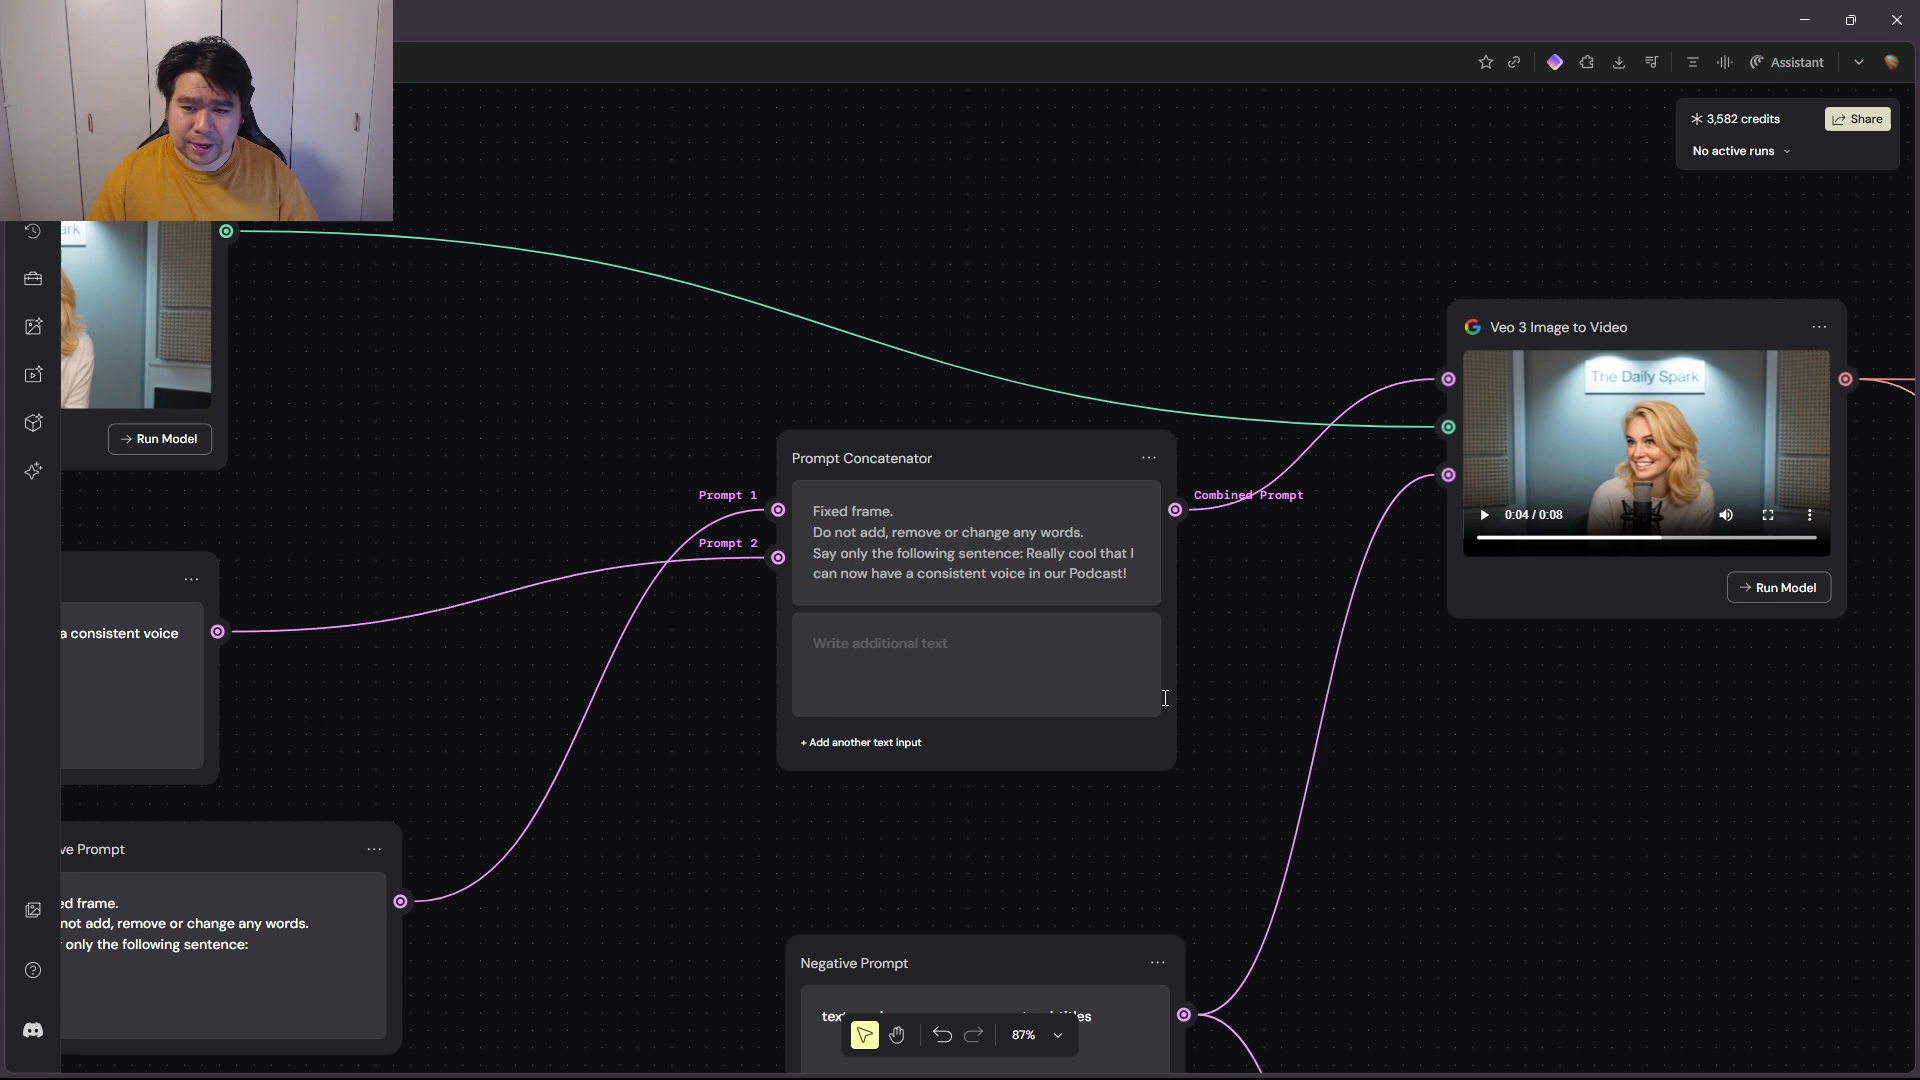 Assistant
3,582 credits
Share
No active runs
ark
Run Model
Veo 3 Image to Video
The Daily Spark
0:04 / 0:08
Run Model
Prompt Concatenator
Prompt 1
Prompt 2
Combined Prompt
Fixed frame.
Do not add, remove or change any words.
Say only the following sentence: Really cool that I
can now have a consistent voice in our Podcast!
Write additional text
+ Add another text input
a consistent voice
ve Prompt
ed frame.
not add, remove or change any words.
only the following sentence:
Negative Prompt
87%